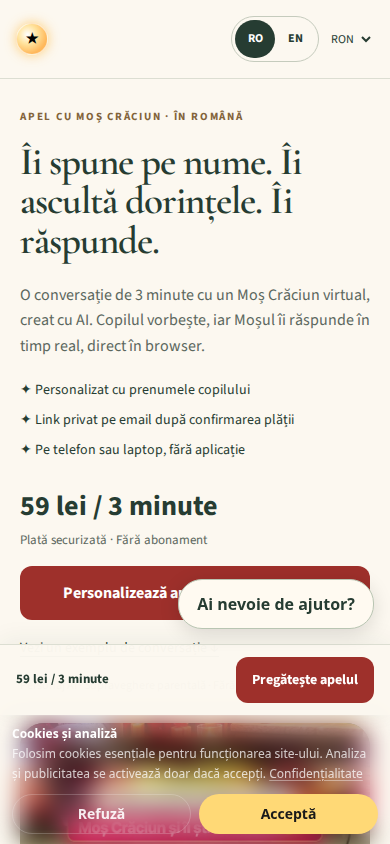 RO EN RON
APEL CU MOȘ CRĂCIUN · ÎN ROMÂNĂ
Îi spune pe nume. Îi
ascultă dorințele. Îi
răspunde.
O conversație de 3 minute cu un Moș Crăciun virtual,
creat cu AI. Copilul vorbește, iar Moșul îi răspunde în
timp real, direct în browser.
✦ Personalizat cu prenumele copilului
✦ Link privat pe email după confirmarea plății
✦ Pe telefon sau laptop, fără aplicație
59 lei / 3 minute
Plată securizată · Fără abonament
Personalizează
Ai nevoie de ajutor?
59 lei / 3 minute
Pregătește apelul
Cookies și analiză
Folosim cookies esențiale pentru funcționarea site-ului. Analiza
și publicitatea se activează doar dacă accepți. Confidențialitate
Refuză
Acceptă
Moș Crăciun și